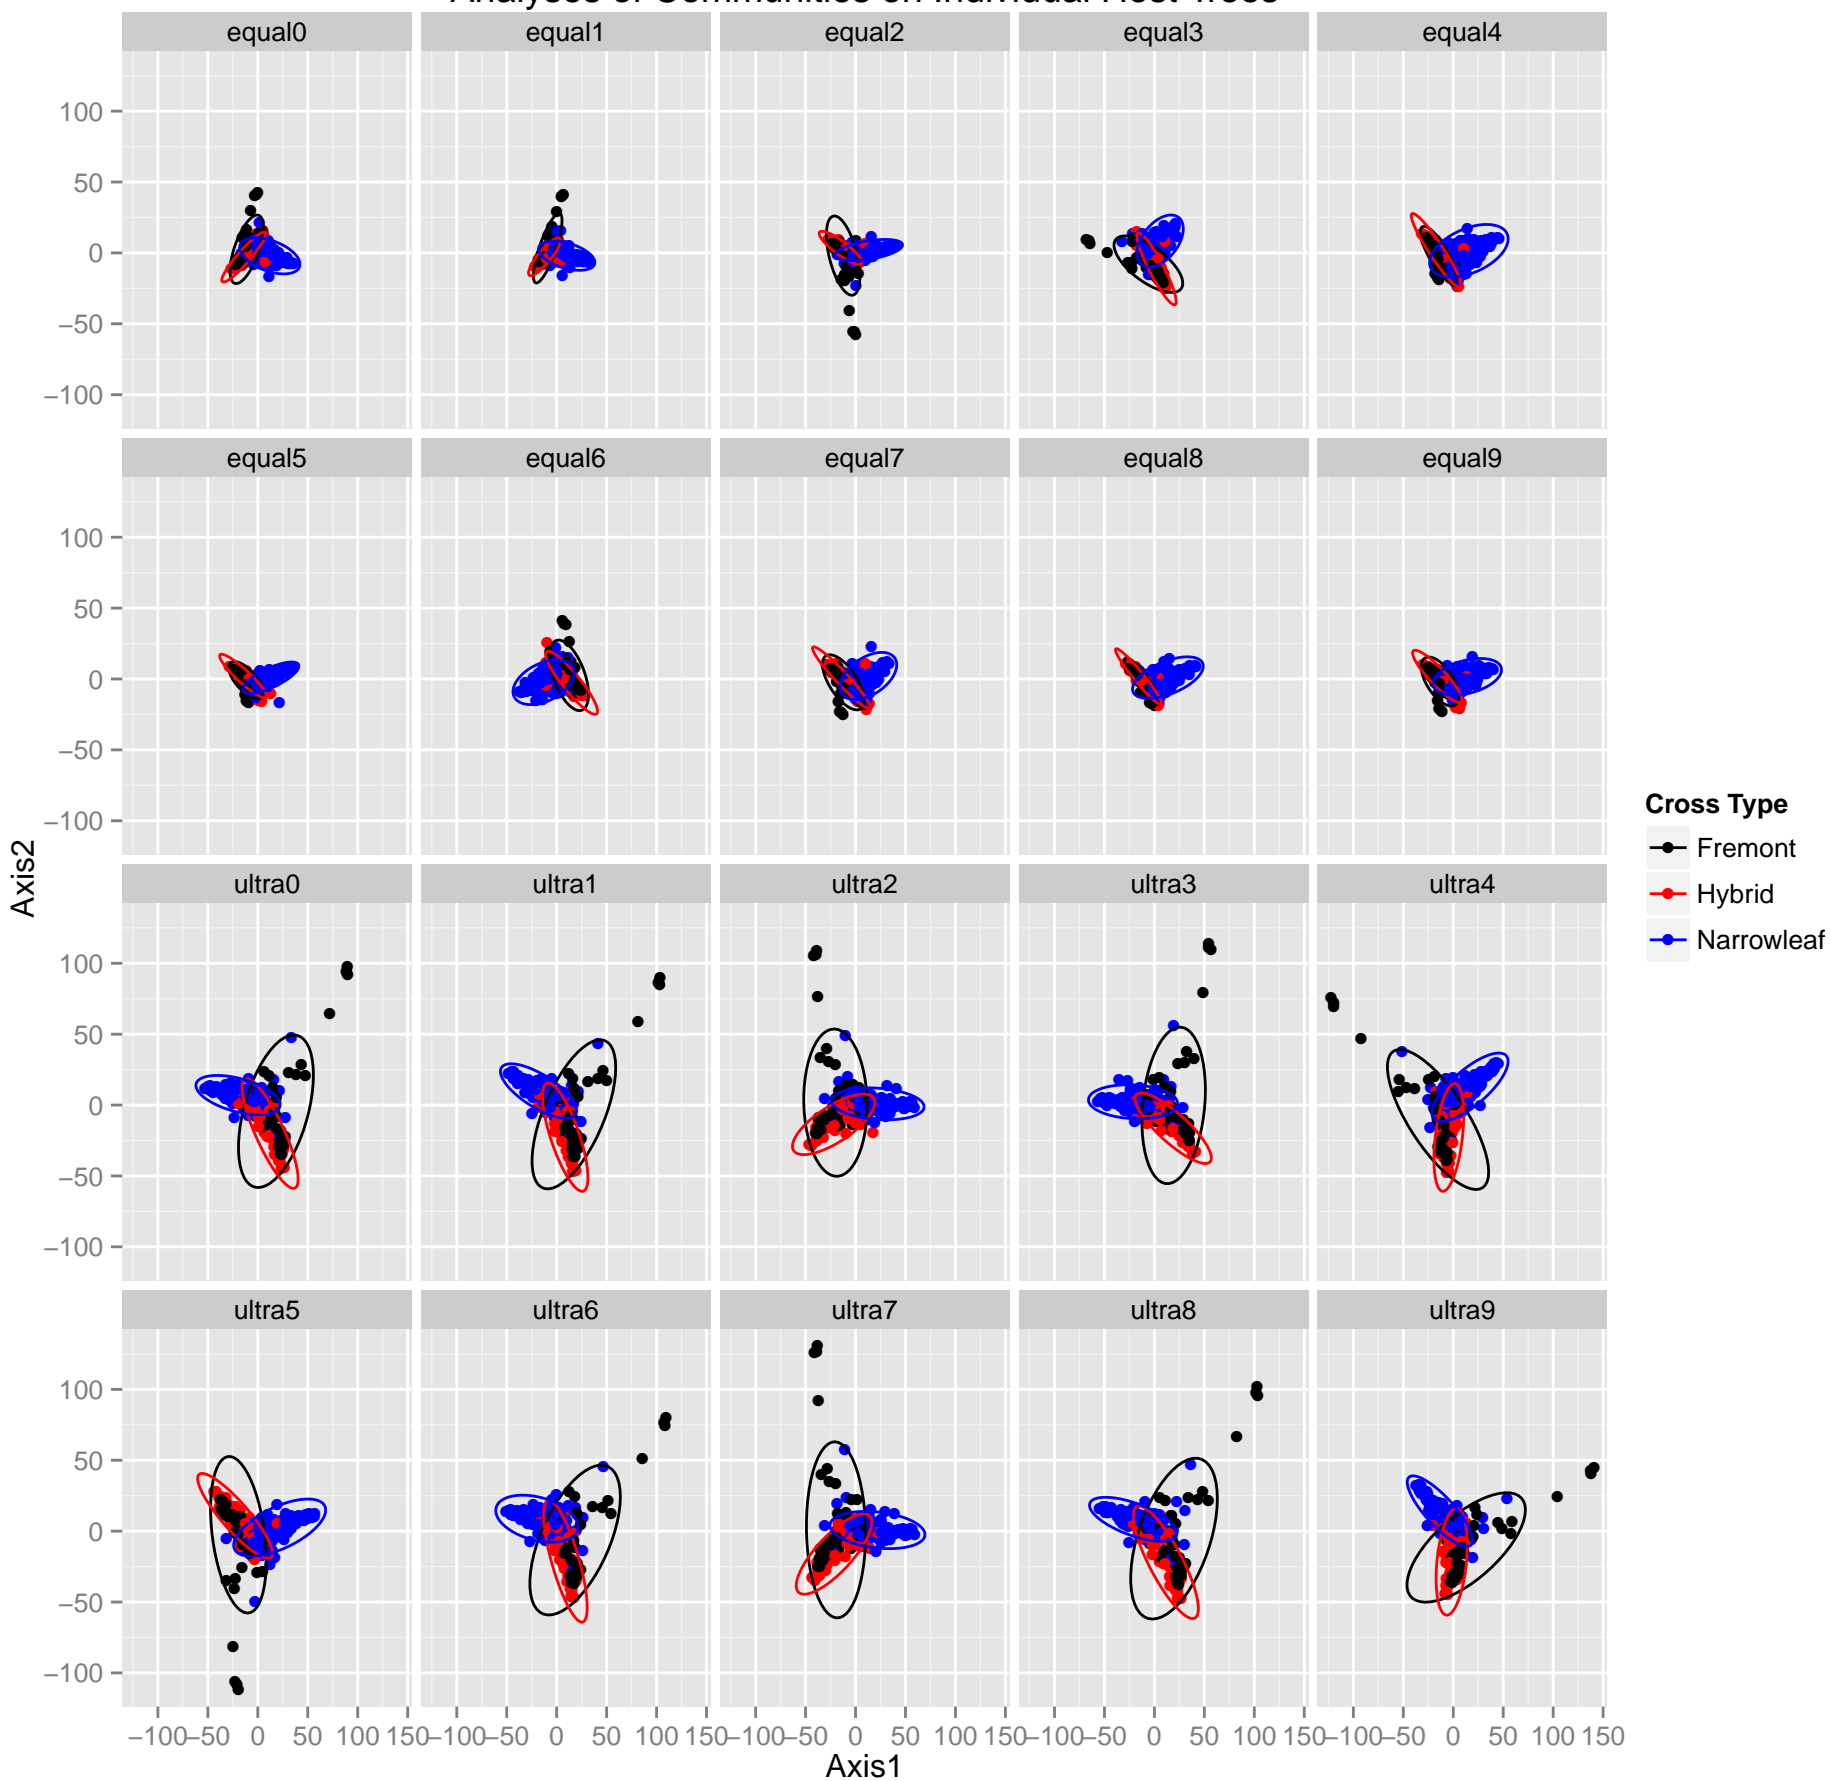 equal0 equal1 equal2 equal3 equal4
100
50
0
−50
−100
equal5 equal6 equal7 equal8 equal9
100
50
0
−50
−100
Axis2
Cross Type
Fremont
Hybrid
Narrowleaf
ultra0 ultra1 ultra2 ultra3 ultra4
100
50
0
−50
−100
ultra5 ultra6 ultra7 ultra8 ultra9
100
50
0
−50
−100
−100 −50 0 50 100 150 −100 −50 0 50 100 150 −100 −50 0 50 100 150 −100 −50 0 50 100 150 −100 −50 0 50 100 150
Axis1